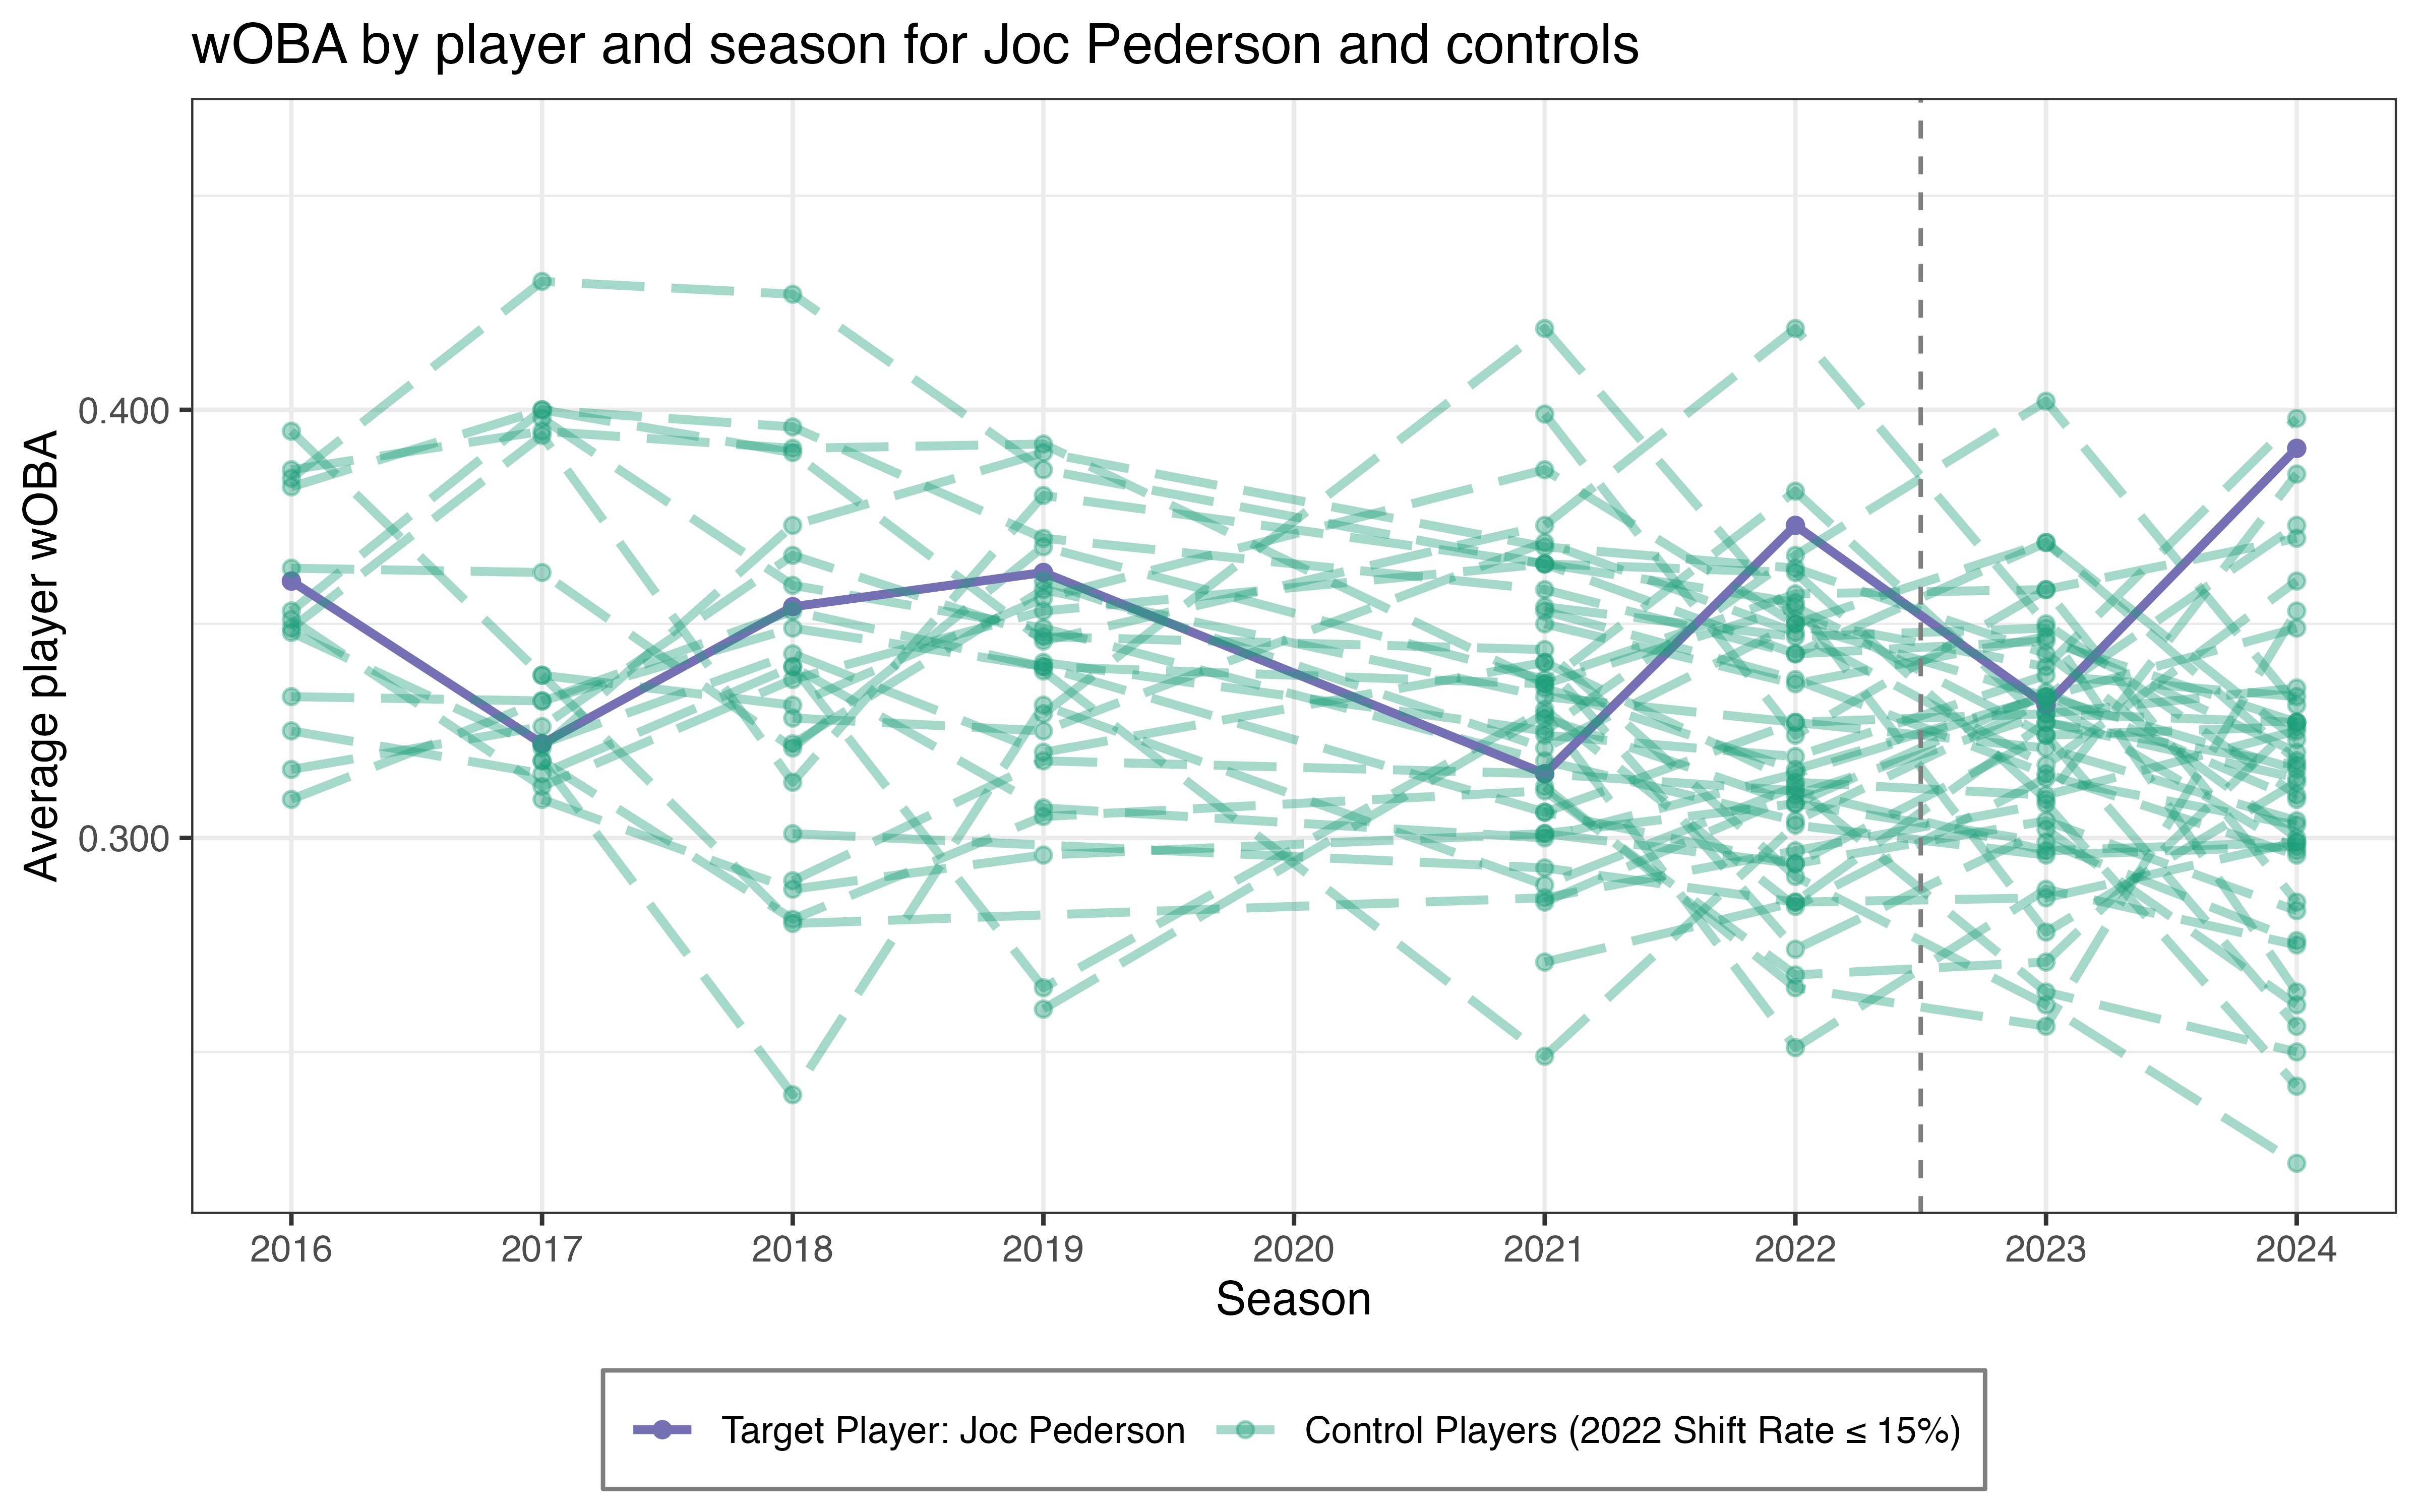 wOBA by player and season for Joc Pederson and controls
Average player wOBA
0.400
0.300
2016 2017 2018 2019 2020 2021 2022 2023 2024
Season
Target Player: Joc Pederson Control Players (2022 Shift Rate ≤ 15%)